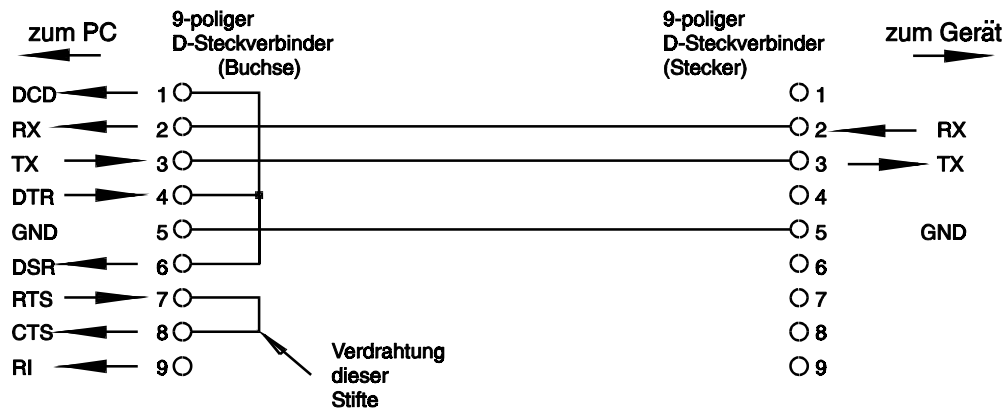 zum PC
9-poliger
D-Steckverbinder
(Buchse)
9-poliger
D-Steckverbinder
(Stecker)
zum Gerät
DCD 1 1
RX 2 2 RX
TX 3 3 TX
DTR 4 4
GND 5 5 GND
DSR 6 6
RTS 7 7
CTS 8 8
RI 9 9
Verdrahtung
dieser
Stifte